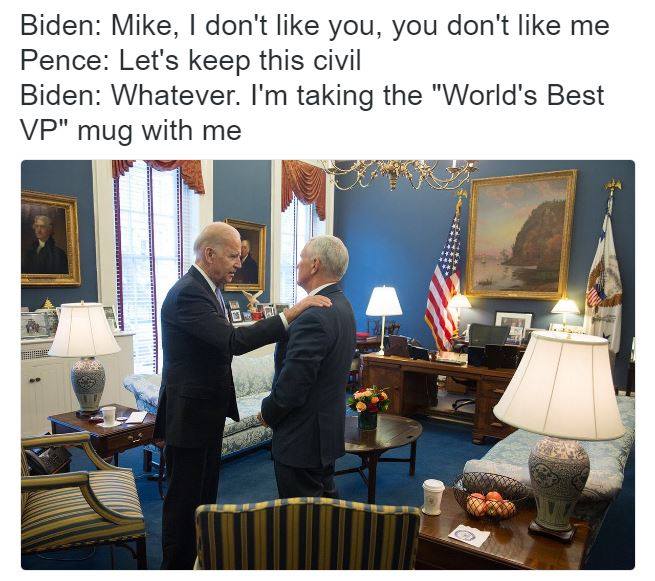 Biden: Mike, I don't like you, you don't like me
Pence: Let's keep this civil
Biden: Whatever. I'm taking the "World's Best
VP" mug with me